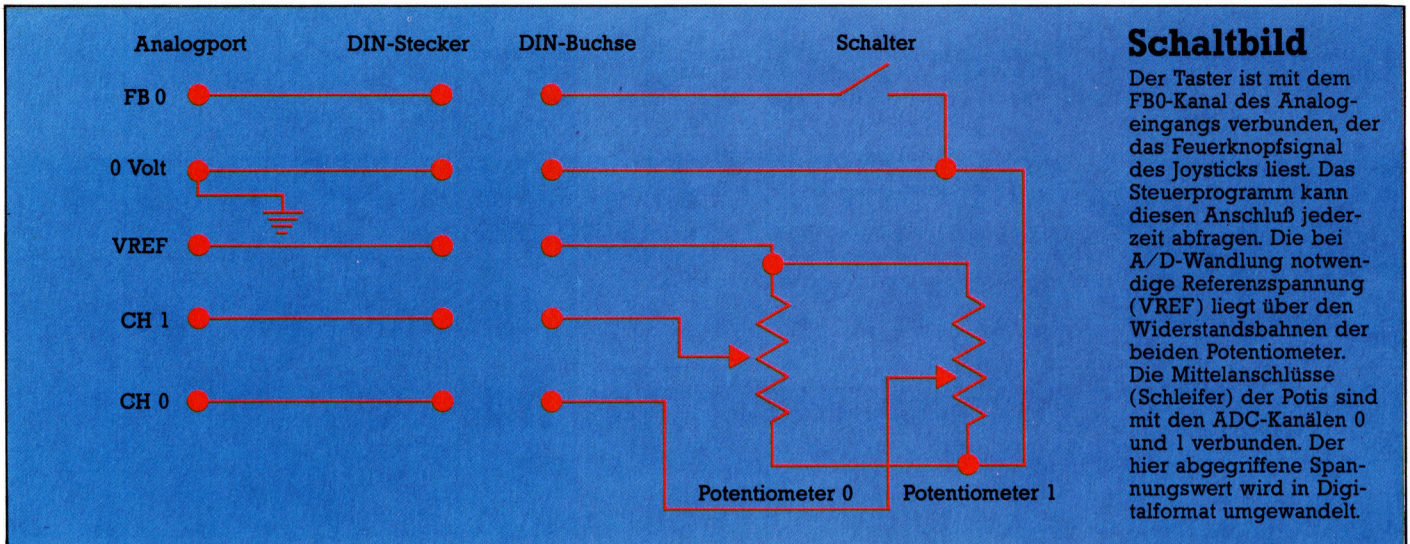 Analogport DIN-Stecker DIN-Buchse Schalter
FB 0
0 Volt
VREF
CH 1
CH 0
Potentiometer 0 Potentiometer 1
Schaltbild
Der Taster ist mit dem
FB0-Kanal des Analog-
eingangs verbunden, der
das Feuerknopfsignal
des Joysticks liest. Das
Steuerprogramm kann
diesen Anschluß jeder-
zeit abfragen. Die bei
A/D-Wandlung notwen-
dige Referenzspannung
(VREF) liegt über den
Widerstandsbahnen der
beiden Potentiometer.
Die Mittelanschlüsse
(Schleifer) der Potis sind
mit den ADC-Kanälen 0
und 1 verbunden. Der
hier abgegriffene Span-
nungswert wird in Digi-
talformat umgewandelt.